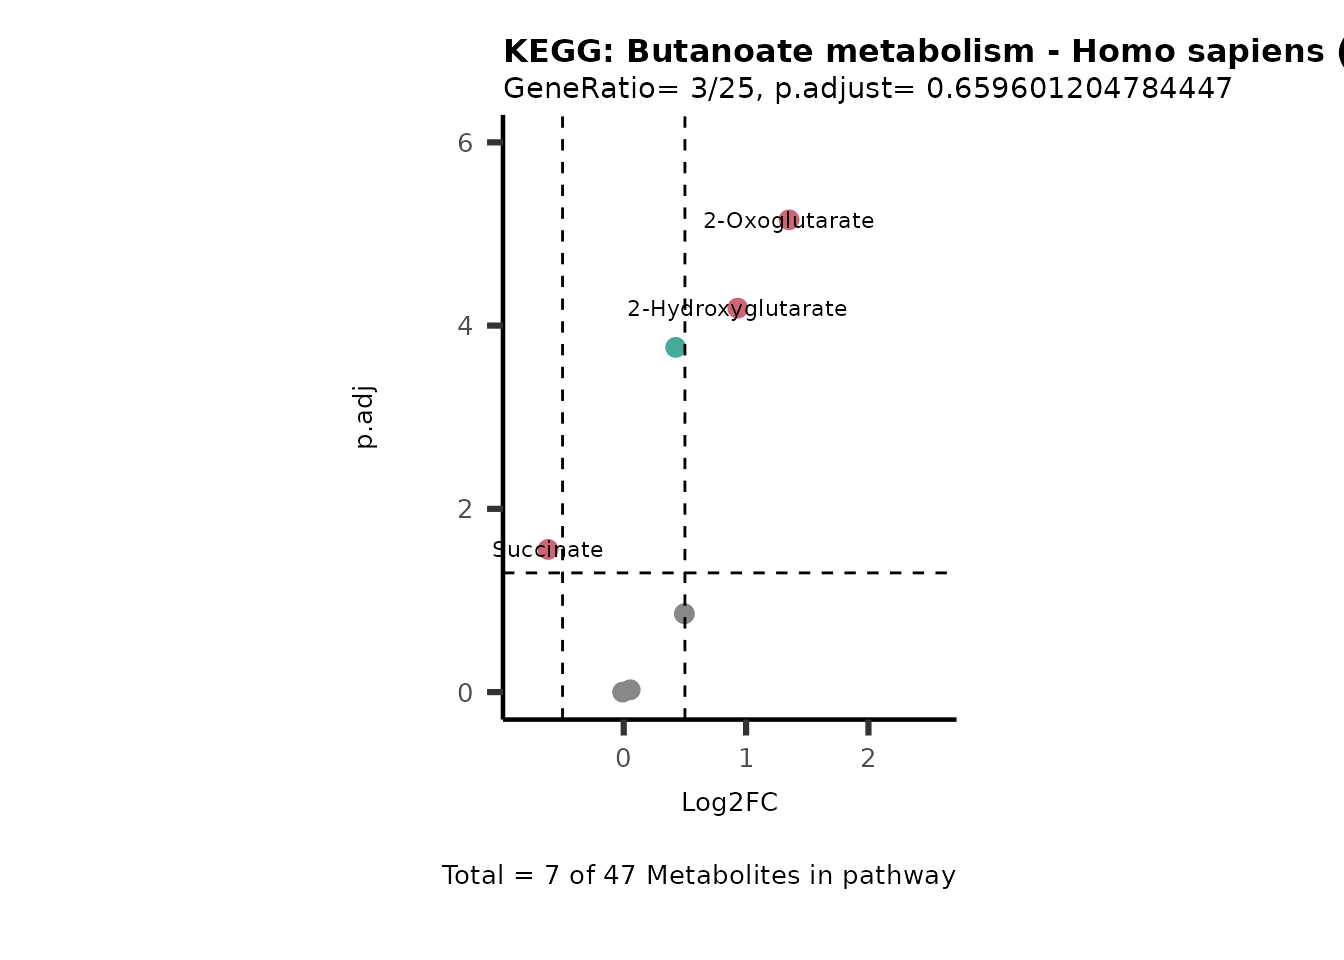 KEGG: Butanoate metabolism - Homo sapiens (
GeneRatio= 3/25, p.adjust= 0.659601204784447
6
2-Oxoglutarate
2-Hydroxyglutarate
4
p.adj
2
Succinate
0
0 1 2
Log2FC
Total = 7 of 47 Metabolites in pathway